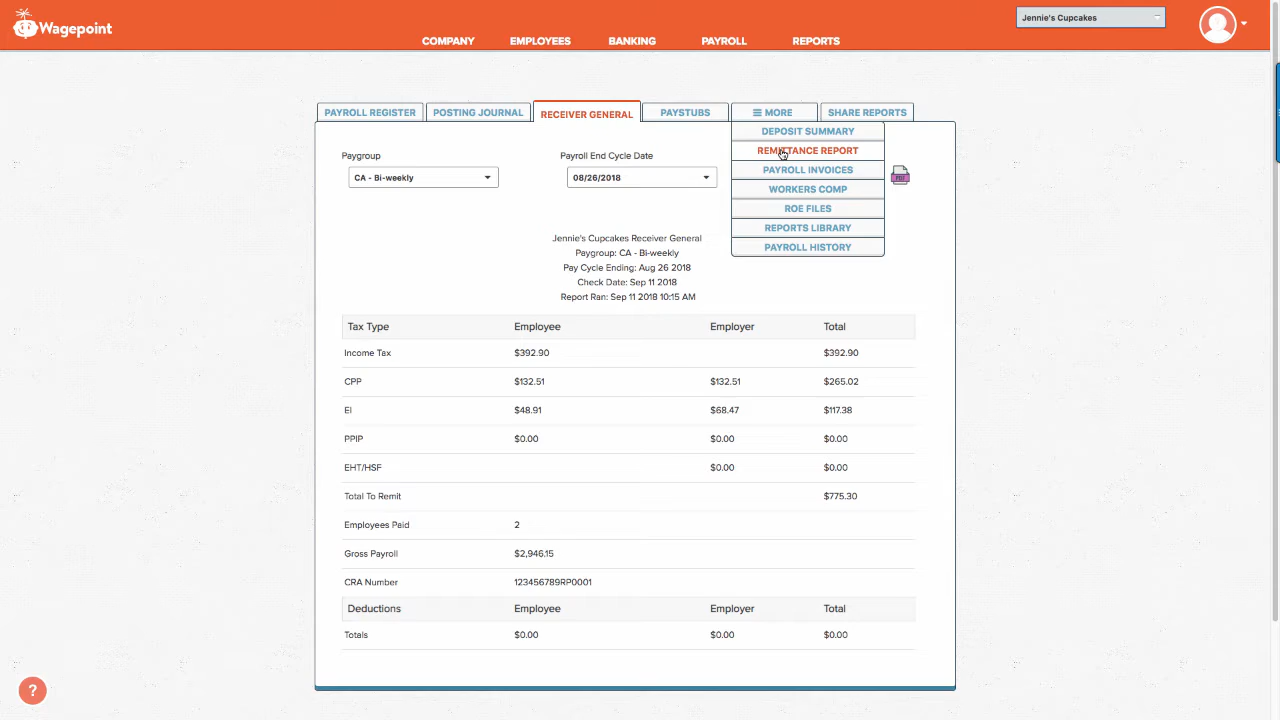 Wagepoint
Jennie's Cupcakes
COMPANY EMPLOYEES BANKING PAYROLL REPORTS
PAYROLL REGISTER POSTING JOURNAL RECEIVER GENERAL PAYSTUBS MORE SHARE REPORTS
DEPOSIT SUMMARY
REMITTANCE REPORT
PAYROLL INVOICES
WORKERS COMP
ROE FILES
REPORTS LIBRARY
PAYROLL HISTORY
Paygroup Payroll End Cycle Date
CA - Bi-weekly 08/26/2018
PDF
Jennie's Cupcakes Receiver General
Paygroup: CA - Bi-weekly
Pay Cycle Ending: Aug 26 2018
Check Date: Sep 11 2018
Report Ran: Sep 11 2018 10:15 AM
Tax Type Employee Employer Total
Income Tax $392.90 $392.90
CPP $132.51 $132.51 $265.02
EI $48.91 $68.47 $117.38
PPIP $0.00 $0.00 $0.00
EHT/HSF $0.00 $0.00
Total To Remit $775.30
Employees Paid 2
Gross Payroll $2,946.15
CRA Number 123456789RP0001
Deductions Employee Employer Total
Totals $0.00 $0.00 $0.00
?